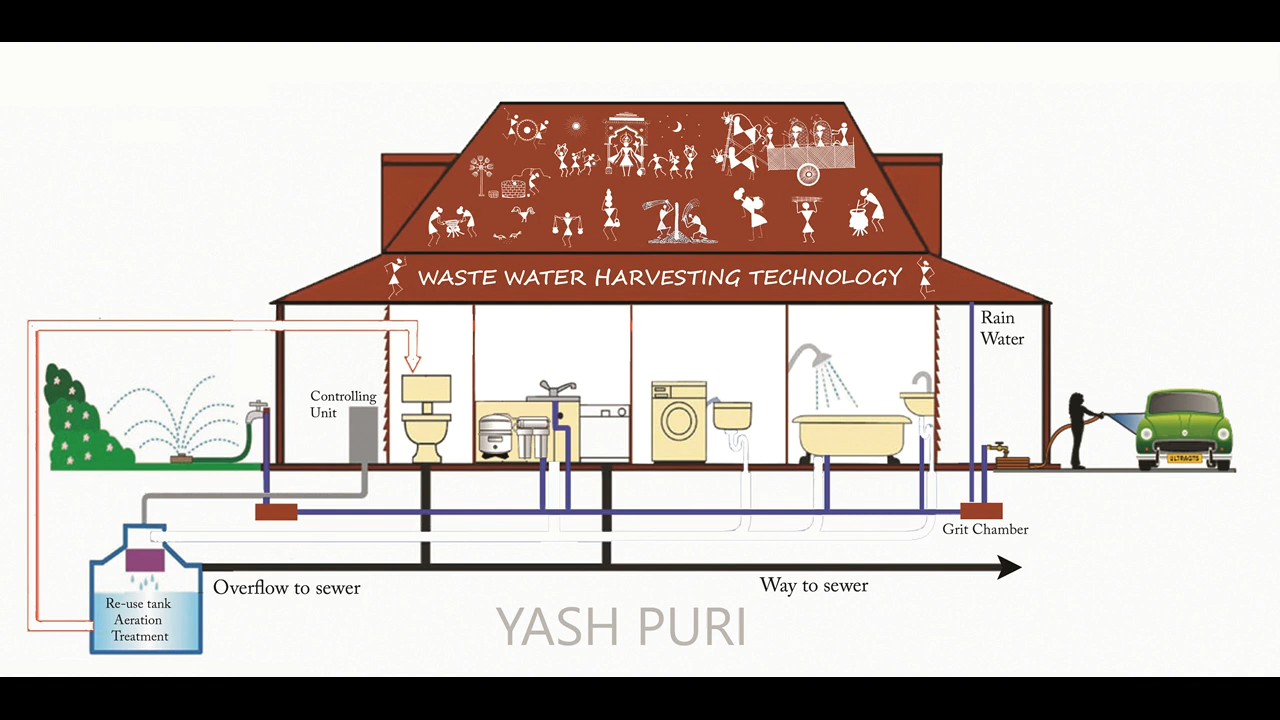 WASTE WATER HARVESTING TECHNOLOGY
Rain
Water
Controlling
Unit
ULTRAGTS
Grit Chamber
Overflow to sewer
Way to sewer
Re-use tank
Aeration
Treatment
YASH PURI